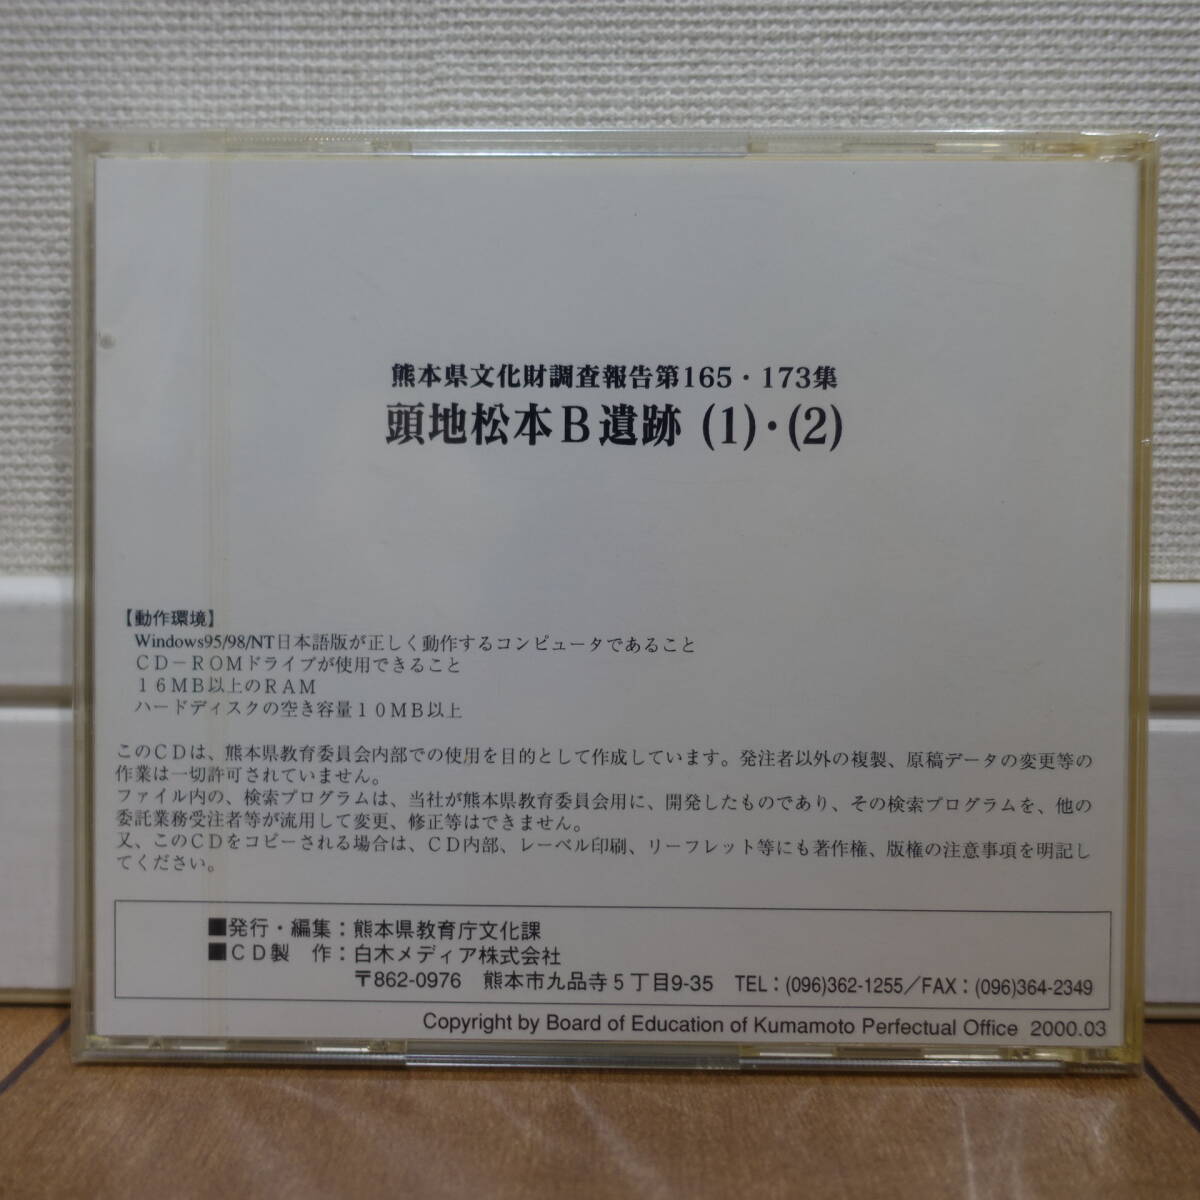 熊本県文化財調査報告第165・173集
頭地松本B遺跡 (1)・(2)
【動作環境】
Windows95/98/NT日本語版が正しく動作するコンピュータであること
ＣＤ－ＲＯＭドライブが使用できること
１６ＭＢ以上のＲＡＭ
ハードディスクの空き容量１０ＭＢ以上
このＣＤは、熊本県教育委員会内部での使用を目的として作成しています。発注者以外の複製、原稿データの変更等の
作業は一切許可されていません。
ファイル内の、検索プログラムは、当社が熊本県教育委員会用に、開発したものであり、その検索プログラムを、他の
委託業務受注者等が流用して変更、修正等はできません。
又、このＣＤをコピーされる場合は、ＣＤ内部、レーベル印刷、リーフレット等にも著作権、版権の注意事項を明記し
てください。
■発行・編集：熊本県教育庁文化課
■ＣＤ製　作：白木メディア株式会社
〒862-0976　熊本市九品寺５丁目9-35　TEL：(096)362-1255／FAX：(096)364-2349
Copyright by Board of Education of Kumamoto Perfectual Office 2000.03